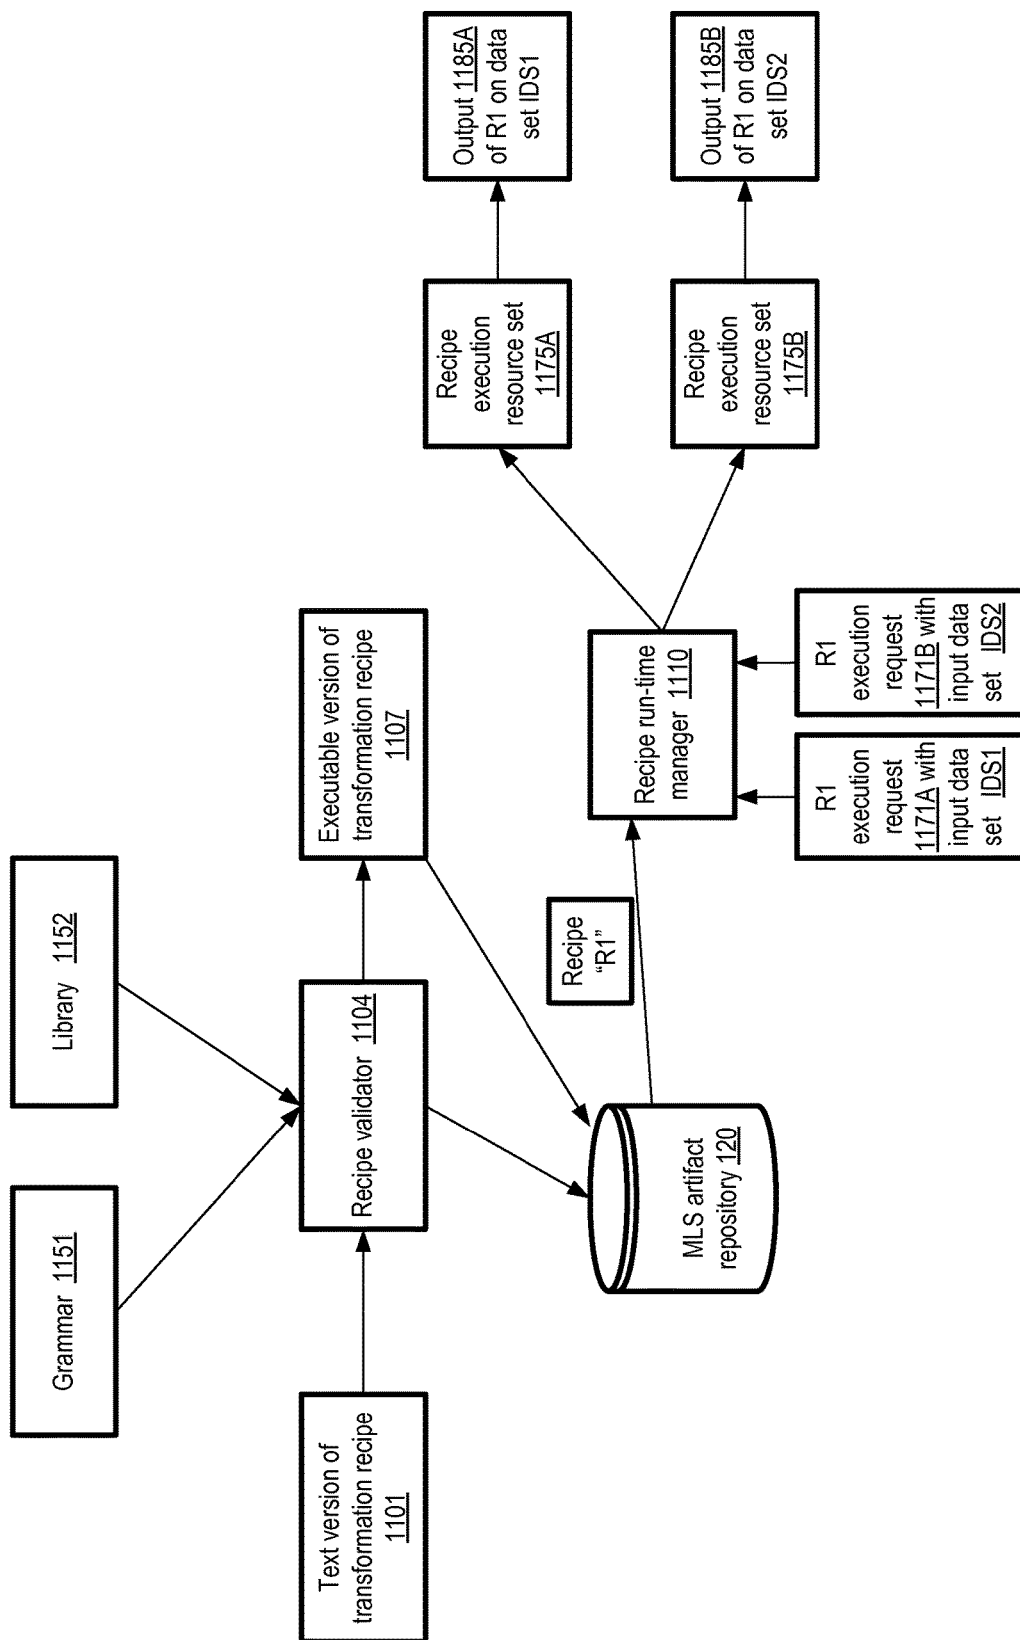 Grammar 1151
Library 1152
Text version of
transformation recipe
1101
Recipe validator 1104
Executable version of
transformation recipe
1107
MLS artifact
repository 120
Recipe
“R1”
Recipe run-time
manager 1110
R1
execution
request
1171A with
input data
set IDS1
R1
execution
request
1171B with
input data
set IDS2
Recipe
execution
resource set
1175A
Output 1185A
of R1 on data
set IDS1
Recipe
execution
resource set
1175B
Output 1185B
of R1 on data
set IDS2